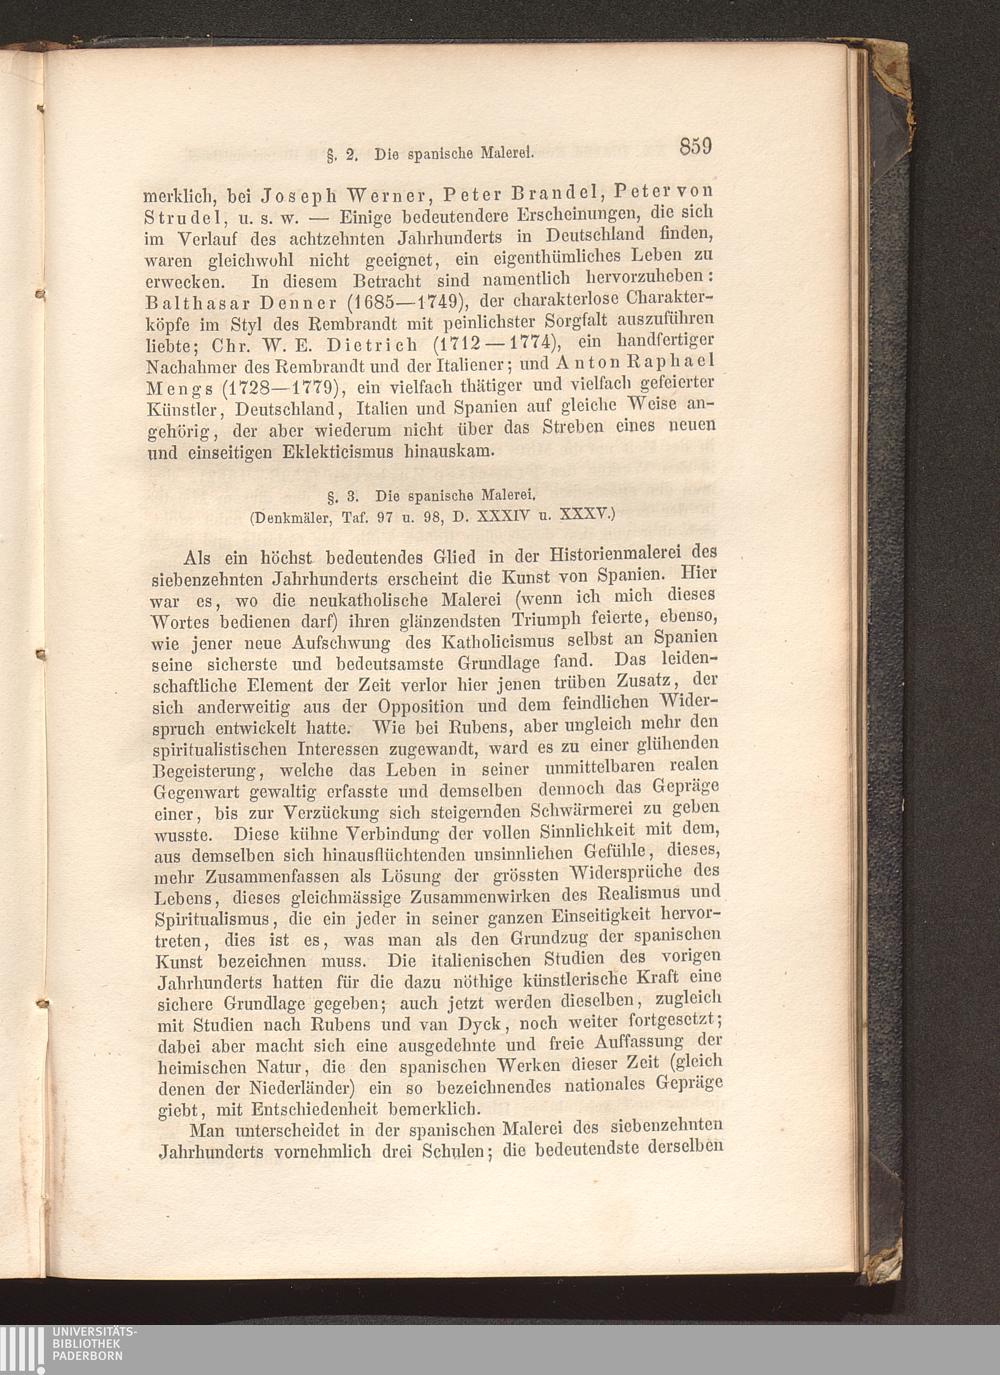 §. 2. Die spanische Malerei. 859
merklich, bei Joseph Werner, Peter Brandel, Peter von
Strudel, u. s. w. — Einige bedeutendere Erscheinungen, die sich
im Verlauf des achtzehnten Jahrhunderts in Deutschland finden,
waren gleichwohl nicht geeignet, ein eigenthümliches Leben zu
erwecken. In diesem Betracht sind namentlich hervorzuheben:
Balthasar Denner (1685—1749), der charakterlose Charakter-
köpfe im Styl des Rembrandt mit peinlichster Sorgfalt auszuführen
liebte; Chr. W. E. Dietrich (1712—1774), ein handfertiger
Nachahmer des Rembrandt und der Italiener; und Anton Raphael
Mengs (1728—1779), ein vielfach thätiger und vielfach gefeierter
Künstler, Deutschland, Italien und Spanien auf gleiche Weise an-
gehörig, der aber wiederum nicht über das Streben eines neuen
und einseitigen Eklekticismus hinauskam.
§. 3. Die spanische Malerei.
(Denkmäler, Taf. 97 u. 98, D. XXXIV u. XXXV.)
Als ein höchst bedeutendes Glied in der Historienmalerei des
siebenzehnten Jahrhunderts erscheint die Kunst von Spanien. Hier
war es, wo die neukatholische Malerei (wenn ich mich dieses
Wortes bedienen darf) ihren glänzendsten Triumph feierte, ebenso,
wie jener neue Aufschwung des Katholicismus selbst an Spanien
seine sicherste und bedeutsamste Grundlage fand. Das leiden-
schaftliche Element der Zeit verlor hier jenen trüben Zusatz, der
sich anderweitig aus der Opposition und dem feindlichen Wider-
spruch entwickelt hatte. Wie bei Rubens, aber ungleich mehr den
spiritualistischen Interessen zugewandt, ward es zu einer glühenden
Begeisterung, welche das Leben in seiner unmittelbaren realen
Gegenwart gewaltig erfasste und demselben dennoch das Gepräge
einer, bis zur Verzückung sich steigernden Schwärmerei zu geben
wusste. Diese kühne Verbindung der vollen Sinnlichkeit mit dem,
aus demselben sich hinausflüchtenden unsinnlichen Gefühle, dieses,
mehr Zusammenfassen als Lösung der grössten Widersprüche des
Lebens, dieses gleichmässige Zusammenwirken des Realismus und
Spiritualismus, die ein jeder in seiner ganzen Einseitigkeit hervor-
treten, dies ist es, was man als den Grundzug der spanischen
Kunst bezeichnen muss. Die italienischen Studien des vorigen
Jahrhunderts hatten für die dazu nöthige künstlerische Kraft eine
sichere Grundlage gegeben; auch jetzt werden dieselben, zugleich
mit Studien nach Rubens und van Dyck, noch weiter fortgesetzt;
dabei aber macht sich eine ausgedehnte und freie Auffassung der
heimischen Natur, die den spanischen Werken dieser Zeit (gleich
denen der Niederländer) ein so bezeichnendes nationales Gepräge
giebt, mit Entschiedenheit bemerklich.
Man unterscheidet in der spanischen Malerei des siebenzehnten
Jahrhunderts vornehmlich drei Schulen; die bedeutendste derselben
UNIVERSITÄTS-
BIBLIOTHEK
PADERBORN